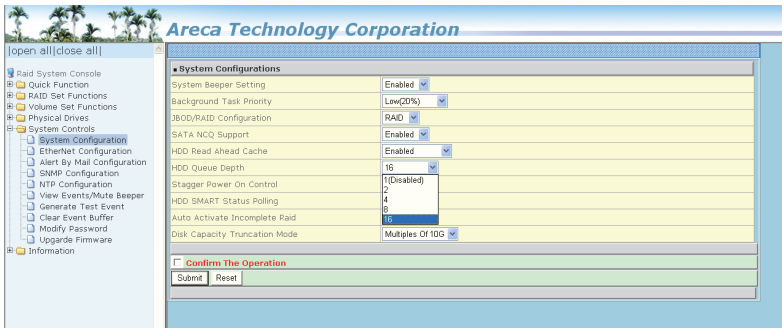 Areca Technology Corporation
|open all|close all|
Raid System Console
Quick Function
RAID Set Functions
Volume Set Functions
Physical Drives
System Controls
System Configuration
EtherNet Configuration
Alert By Mail Configuration
SNMP Configuration
NTP Configuration
View Events/Mute Beeper
Generate Test Event
Clear Event Buffer
Modify Password
Upgarde Firmware
Information
System Configurations
System Beeper Setting Enabled
Background Task Priority Low(20%)
JBOD/RAID Configuration RAID
SATA NCQ Support Enabled
HDD Read Ahead Cache Enabled
HDD Queue Depth 16
1(Disabled)
2
4
8
16
Stagger Power On Control
HDD SMART Status Polling
Auto Activate Incomplete Raid
Disk Capacity Truncation Mode Multiples Of 10G
Confirm The Operation
Submit Reset